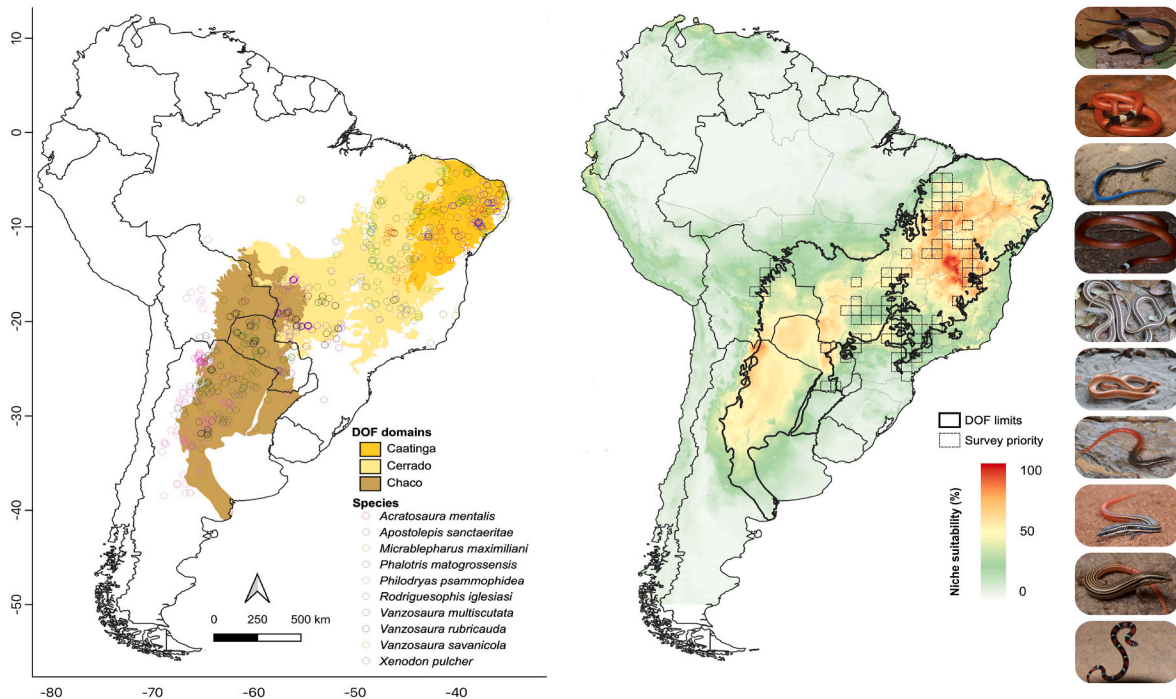 10
0
-10
-20
-30
-40
-50
-80
-70
-60
-50
-40
DOF domains
Caatinga
Cerrado
Chaco
Species
Acratosaura mentalis
Apostolepis sanctaeritae
Micrablepharus maximiliani
Phalotris matogrossensis
Philodryas psammophidea
Rodriguesophis iglesiasi
Vanzosaura multiscutata
Vanzosaura rubricauda
Vanzosaura savanicola
Xenodon pulcher
0
250
500 km
DOF limits
Survey priority
Niche suitability (%)
100
50
0